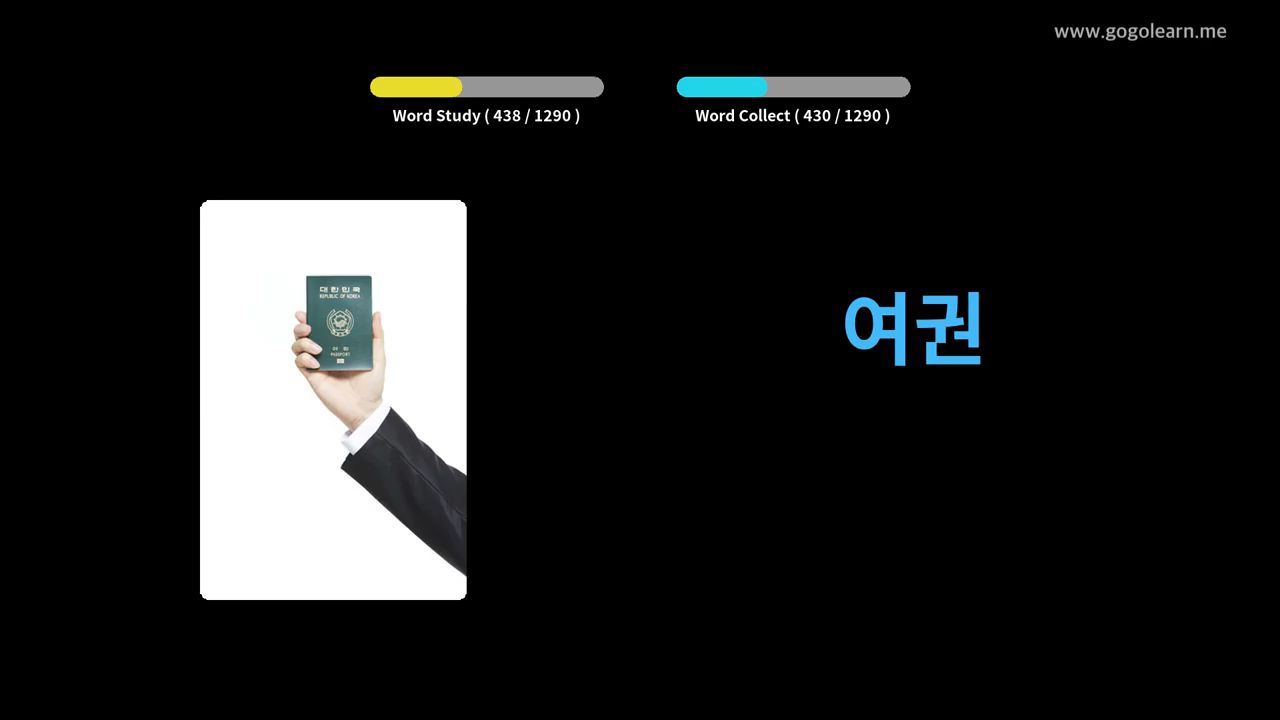 www.gogolearn.me
Word Study ( 438 / 1290 )
Word Collect ( 430 / 1290 )
대한민국
REPUBLIC OF KOREA
여권
PASSPORT
여권